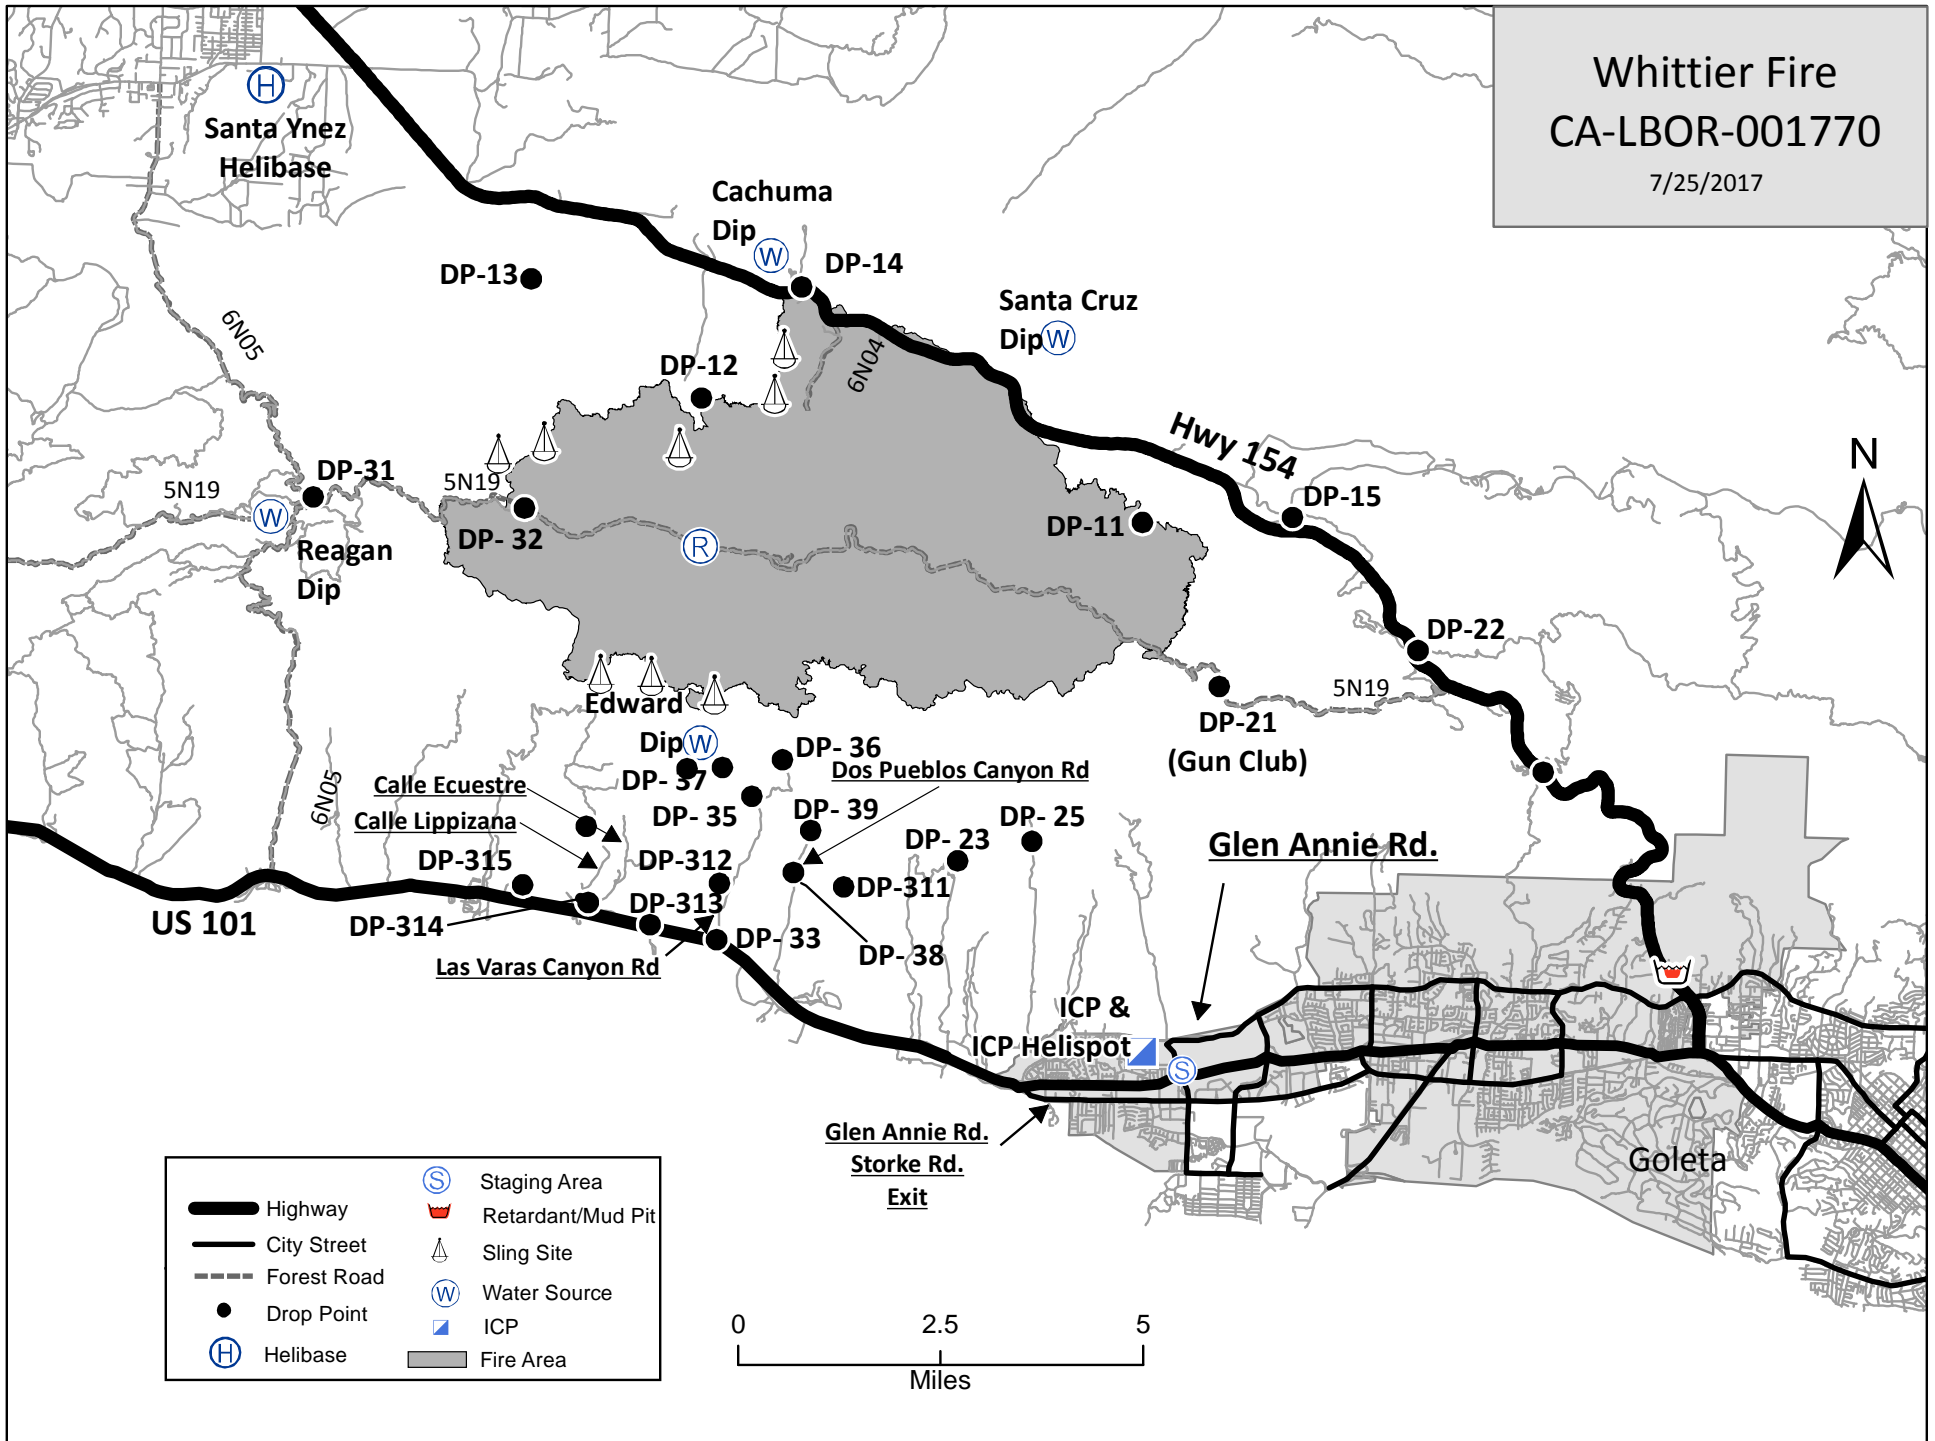 Whittier Fire
CA-LBOR-001770
7/25/2017
H
Santa Ynez
Helibase
Cachuma
Dip
W
DP-14
DP-13
Santa Cruz
Dip
W
6N05
6N04
DP-12
Hwy 154
N
DP-31
5N19
5N19
DP-15
W
DP-11
Reagan
Dip
DP- 32
R
DP-22
5N19
Edward
Dip
W
DP-21
(Gun Club)
DP- 36
Dos Pueblos Canyon Rd
DP- 37
Calle Ecuestre
6N05
Calle Lippizana
DP- 35
DP- 39
DP- 25
DP- 23
Glen Annie Rd.
DP-315
DP-312
DP-311
DP-313
US 101
DP-314
DP- 33
DP- 38
Las Varas Canyon Rd
ICP &
ICP Helispot
S
Glen Annie Rd.
Storke Rd.
Exit
Goleta
Highway
City Street
Forest Road
Drop Point
H
Helibase
S
Staging Area
Retardant/Mud Pit
Sling Site
W
Water Source
ICP
Fire Area
0
2.5
5
Miles